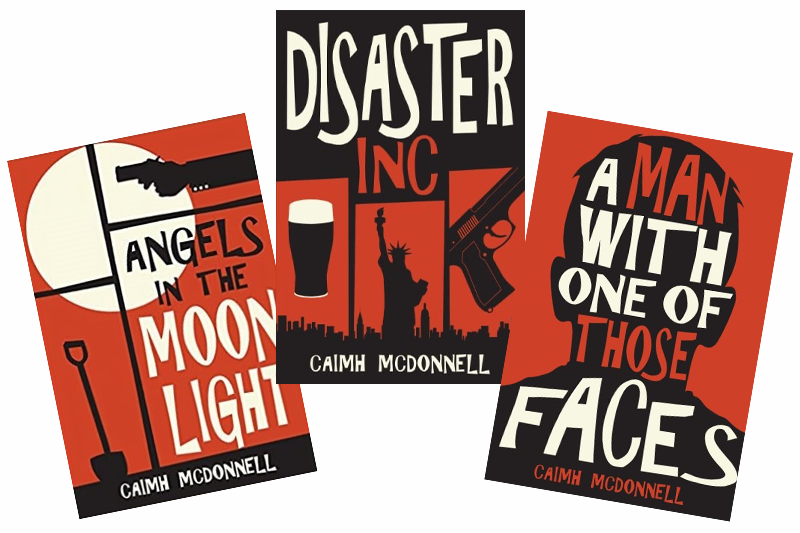 ANGELS
IN THE
MOON
LIGHT
CAIMH MCDONNELL
DISASTER
INC
CAIMH MCDONNELL
A MAN
WITH
ONE OF
THOSE
FACES
CAIMH MCDONNELL